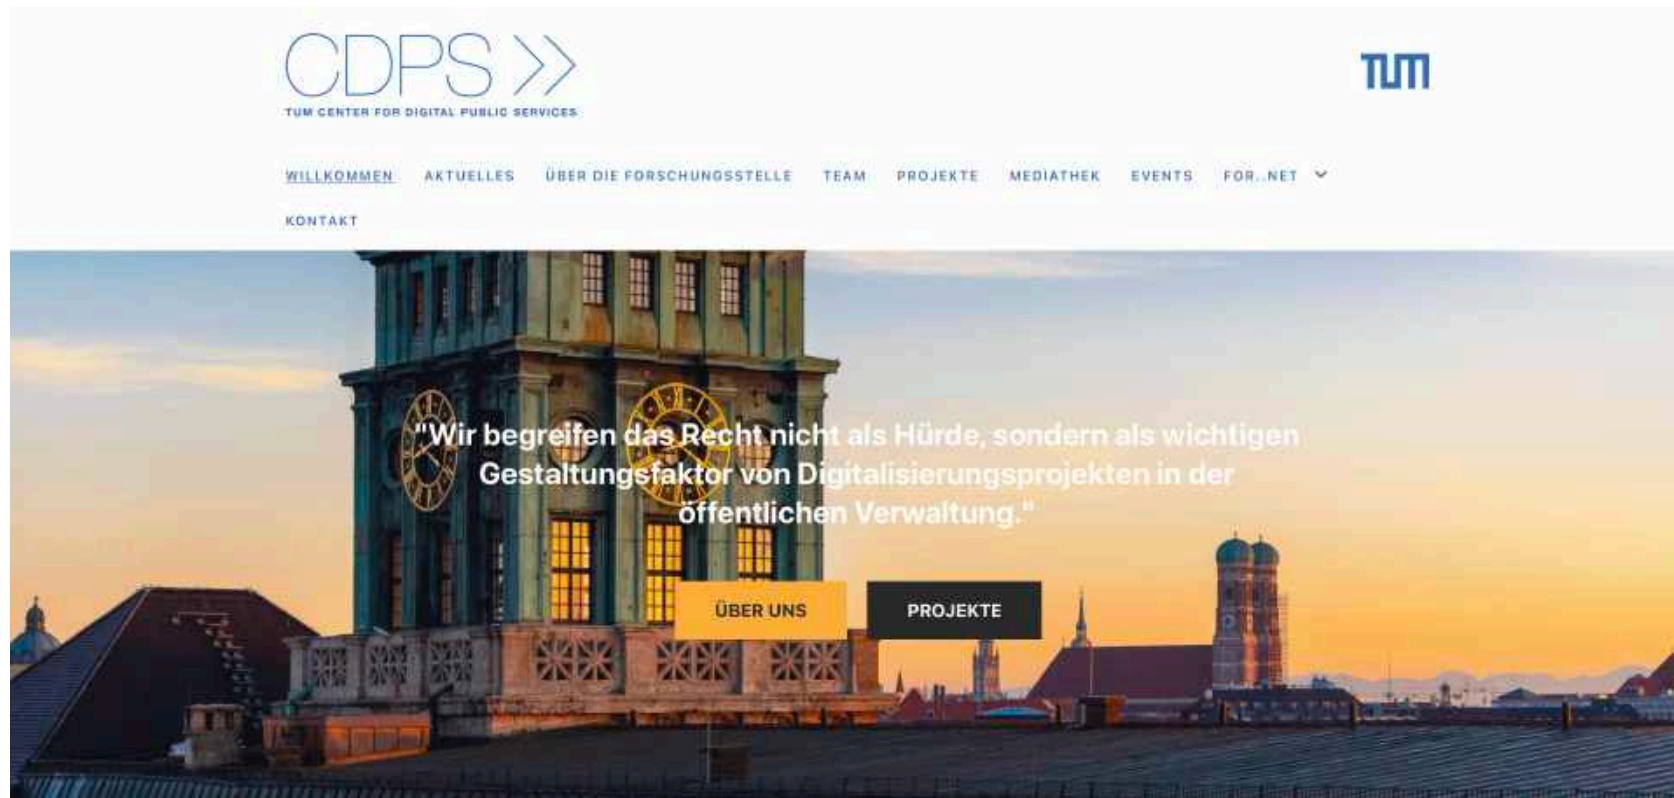 CDPS
TUM CENTER FOR DIGITAL PUBLIC SERVICES
TUM
WILLKOMMEN AKTUELLES ÜBER DIE FORSCHUNGSSTELLE TEAM PROJEKTE MEDIATHEK EVENTS FOR..NET
KONTAKT
"Wir begreifen das Recht nicht als Hürde, sondern als wichtigen
Gestaltungsfaktor von Digitalisierungsprojekten in der
öffentlichen Verwaltung."
ÜBER UNS PROJEKTE